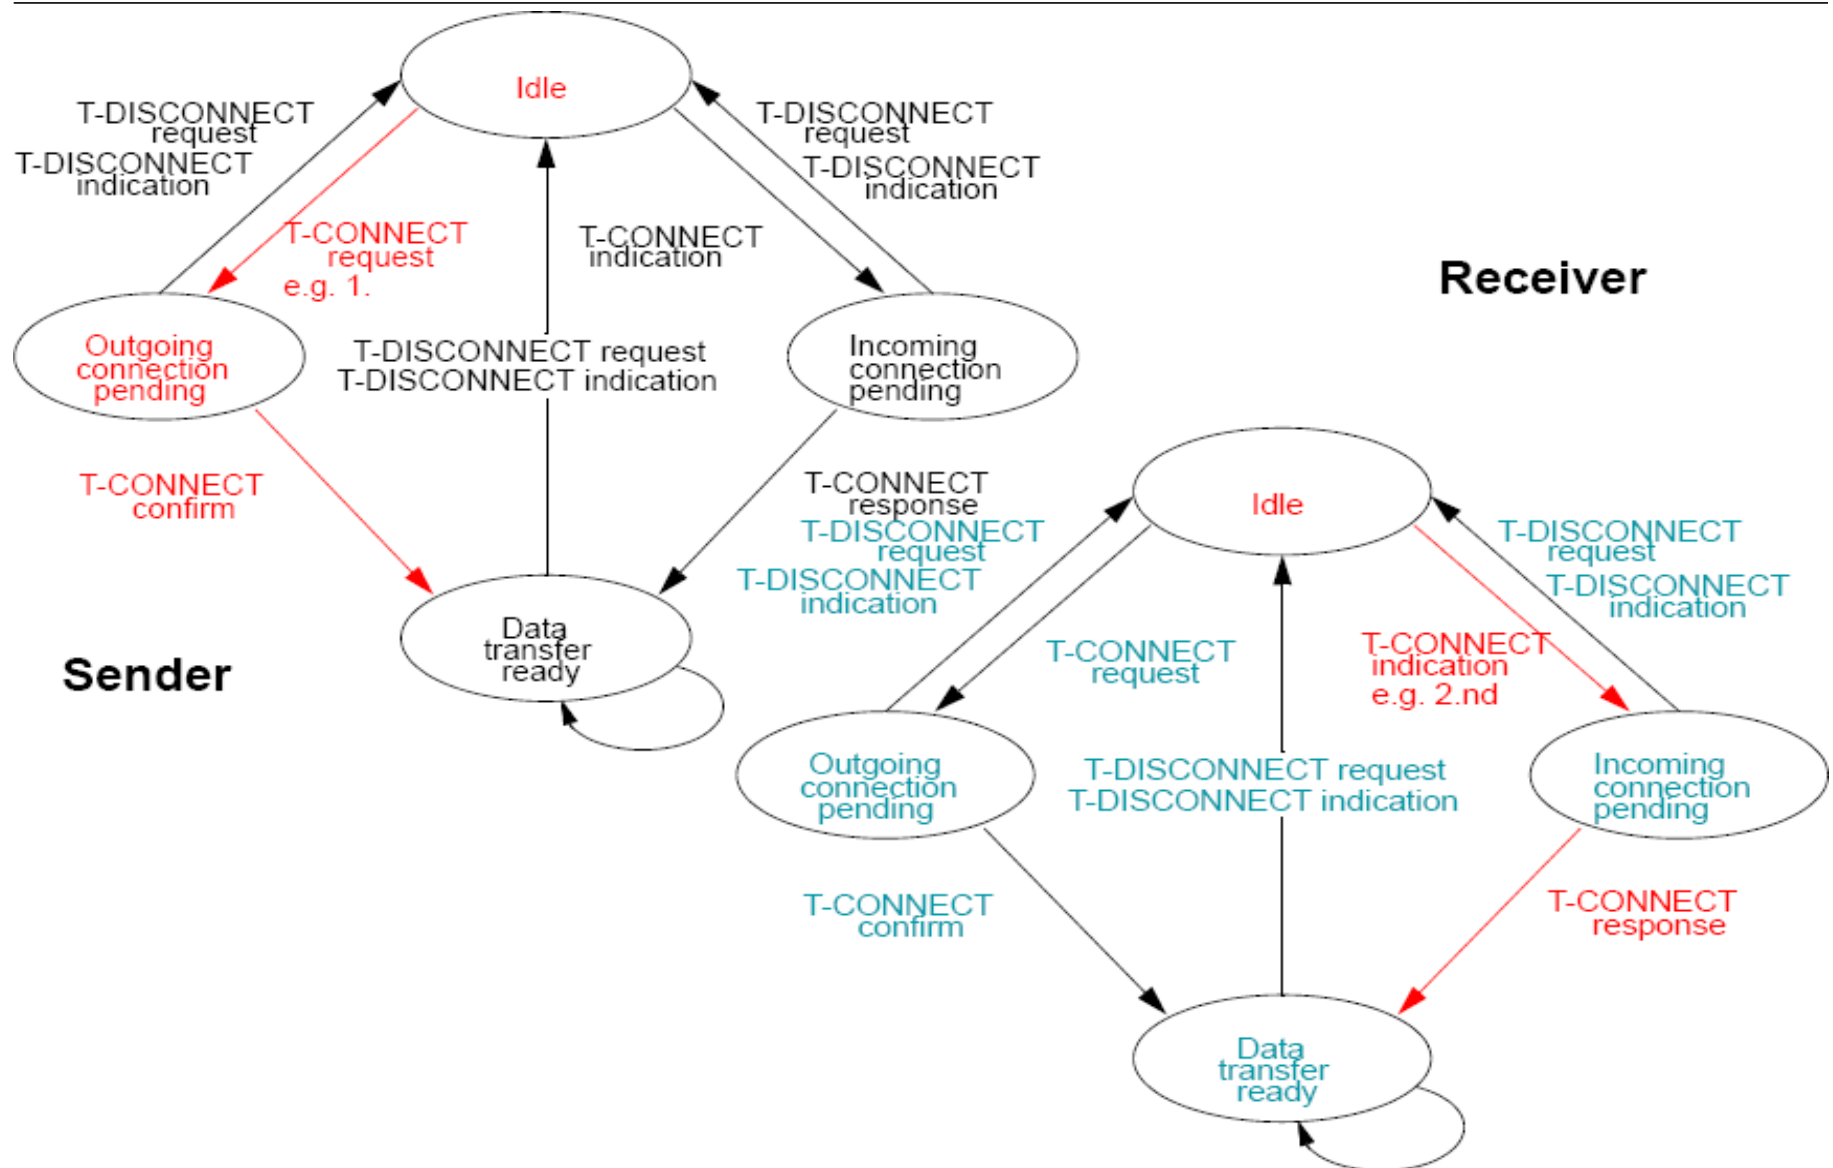 Idle
T-DISCONNECT
request
T-DISCONNECT
indication
T-DISCONNECT
request
T-DISCONNECT
indication
T-CONNECT
request
e.g. 1.
T-CONNECT
indication
Receiver
Outgoing
connection
pending
T-DISCONNECT request
T-DISCONNECT indication
Incoming
connection
pending
T-CONNECT
confirm
T-CONNECT
response
Data
transfer
ready
Sender
Idle
T-DISCONNECT
request
T-DISCONNECT
indication
T-DISCONNECT
request
T-DISCONNECT
indication
T-CONNECT
request
T-CONNECT
indication
e.g. 2.nd
Outgoing
connection
pending
T-DISCONNECT request
T-DISCONNECT indication
Incoming
connection
pending
T-CONNECT
confirm
T-CONNECT
response
Data
transfer
ready